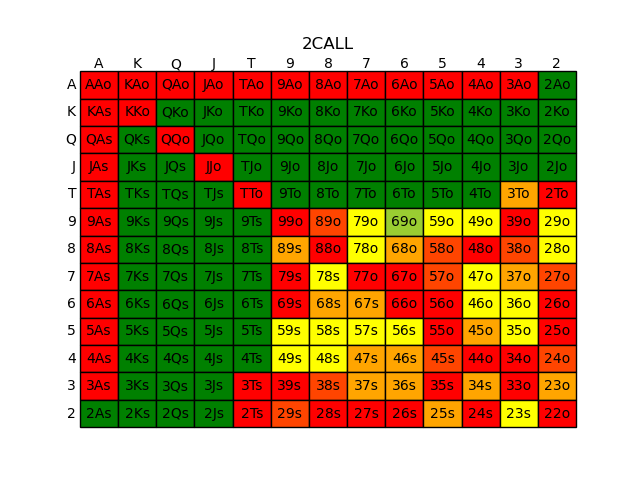 2CALL
A K Q J T 9 8 7 6 5 4 3 2
A AAo KAo QAo JAo TAo 9Ao 8Ao 7Ao 6Ao 5Ao 4Ao 3Ao 2Ao
K KAs KKo QKo JKo TKo 9Ko 8Ko 7Ko 6Ko 5Ko 4Ko 3Ko 2Ko
Q QAs QKs QQo JQo TQo 9Qo 8Qo 7Qo 6Qo 5Qo 4Qo 3Qo 2Qo
J JAs JKs JQs JJo TJo 9Jo 8Jo 7Jo 6Jo 5Jo 4Jo 3Jo 2Jo
T TAs TKs TQs TJs TTo 9To 8To 7To 6To 5To 4To 3To 2To
9 9As 9Ks 9Qs 9Js 9Ts 99o 89o 79o 69o 59o 49o 39o 29o
8 8As 8Ks 8Qs 8Js 8Ts 89s 88o 78o 68o 58o 48o 38o 28o
7 7As 7Ks 7Qs 7Js 7Ts 79s 78s 77o 67o 57o 47o 37o 27o
6 6As 6Ks 6Qs 6Js 6Ts 69s 68s 67s 66o 56o 46o 36o 26o
5 5As 5Ks 5Qs 5Js 5Ts 59s 58s 57s 56s 55o 45o 35o 25o
4 4As 4Ks 4Qs 4Js 4Ts 49s 48s 47s 46s 45s 44o 34o 24o
3 3As 3Ks 3Qs 3Js 3Ts 39s 38s 37s 36s 35s 34s 33o 23o
2 2As 2Ks 2Qs 2Js 2Ts 29s 28s 27s 26s 25s 24s 23s 22o